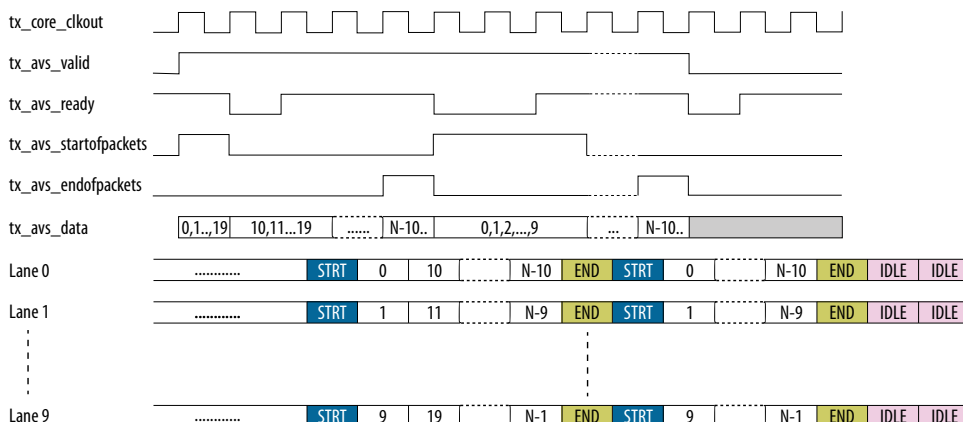 tx_core_clkout
tx_avs_valid
tx_avs_ready
tx_avs_startofpackets
tx_avs_endofpackets
tx_avs_data 0,1..,19 10,11...19 ...... N-10.. 0,1,2,...,9 ... N-10..
Lane 0 ............ STRT 0 10 N-10 END STRT 0 N-10 END IDLE IDLE
Lane 1 ............ STRT 1 11 N-9 END STRT 1 N-9 END IDLE IDLE
Lane 9 ............ STRT 9 19 N-1 END STRT 9 N-1 END IDLE IDLE